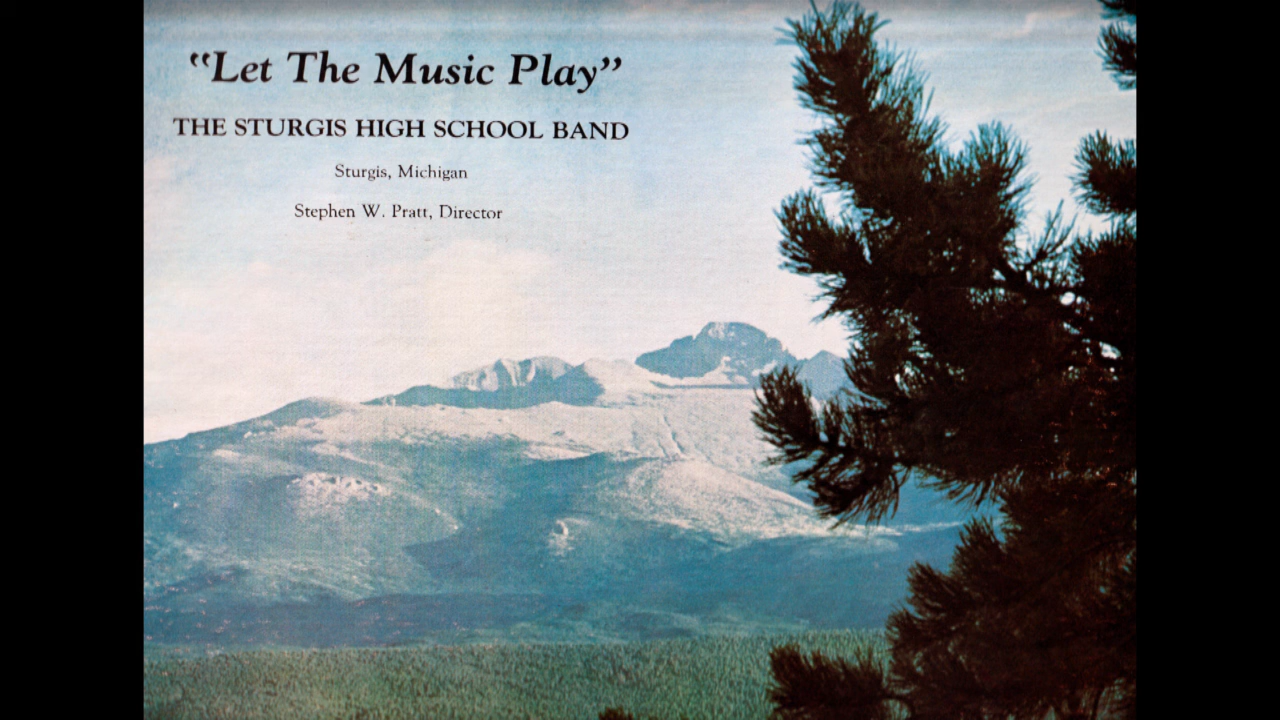 “Let The Music Play”
THE STURGIS HIGH SCHOOL BAND
Sturgis, Michigan
Stephen W. Pratt, Director